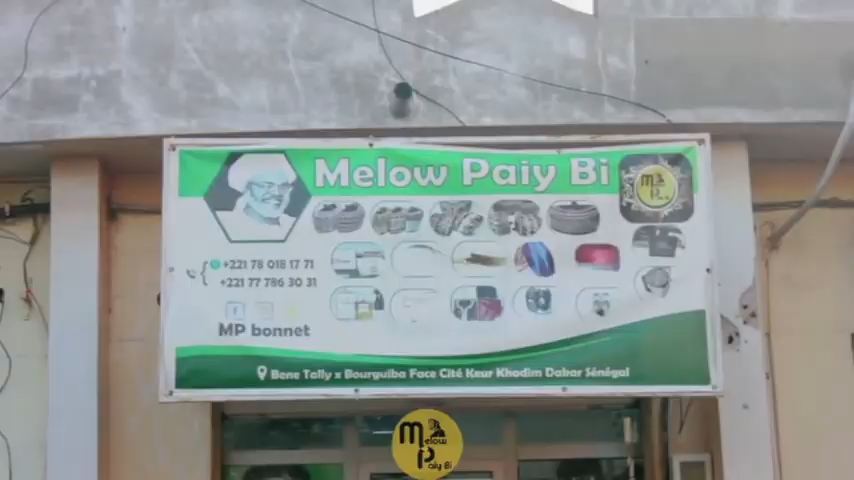 Melow Paiy Bi
+221 78 018 17 71
+221 77 786 30 31
MP bonnet
Bene Tally x Bourguiba Face Cité Keur Khodim Dakar Sénégal
Melow
Paiy Bi